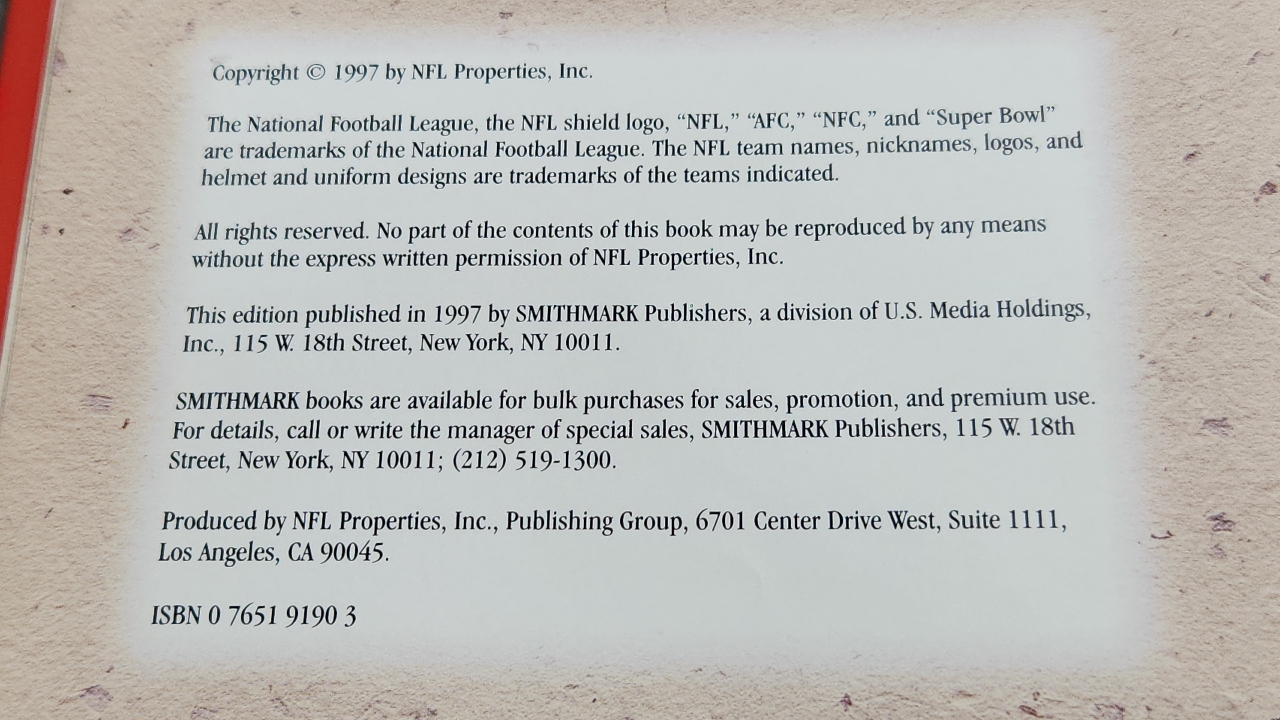 Copyright © 1997 by NFL Properties, Inc.
The National Football League, the NFL shield logo, “NFL,” “AFC,” “NFC,” and “Super Bowl”
are trademarks of the National Football League. The NFL team names, nicknames, logos, and
helmet and uniform designs are trademarks of the teams indicated.
All rights reserved. No part of the contents of this book may be reproduced by any means
without the express written permission of NFL Properties, Inc.
This edition published in 1997 by SMITHMARK Publishers, a division of U.S. Media Holdings,
Inc., 115 W. 18th Street, New York, NY 10011.
SMITHMARK books are available for bulk purchases for sales, promotion, and premium use.
For details, call or write the manager of special sales, SMITHMARK Publishers, 115 W. 18th
Street, New York, NY 10011; (212) 519-1300.
Produced by NFL Properties, Inc., Publishing Group, 6701 Center Drive West, Suite 1111,
Los Angeles, CA 90045.
ISBN 0 7651 9190 3